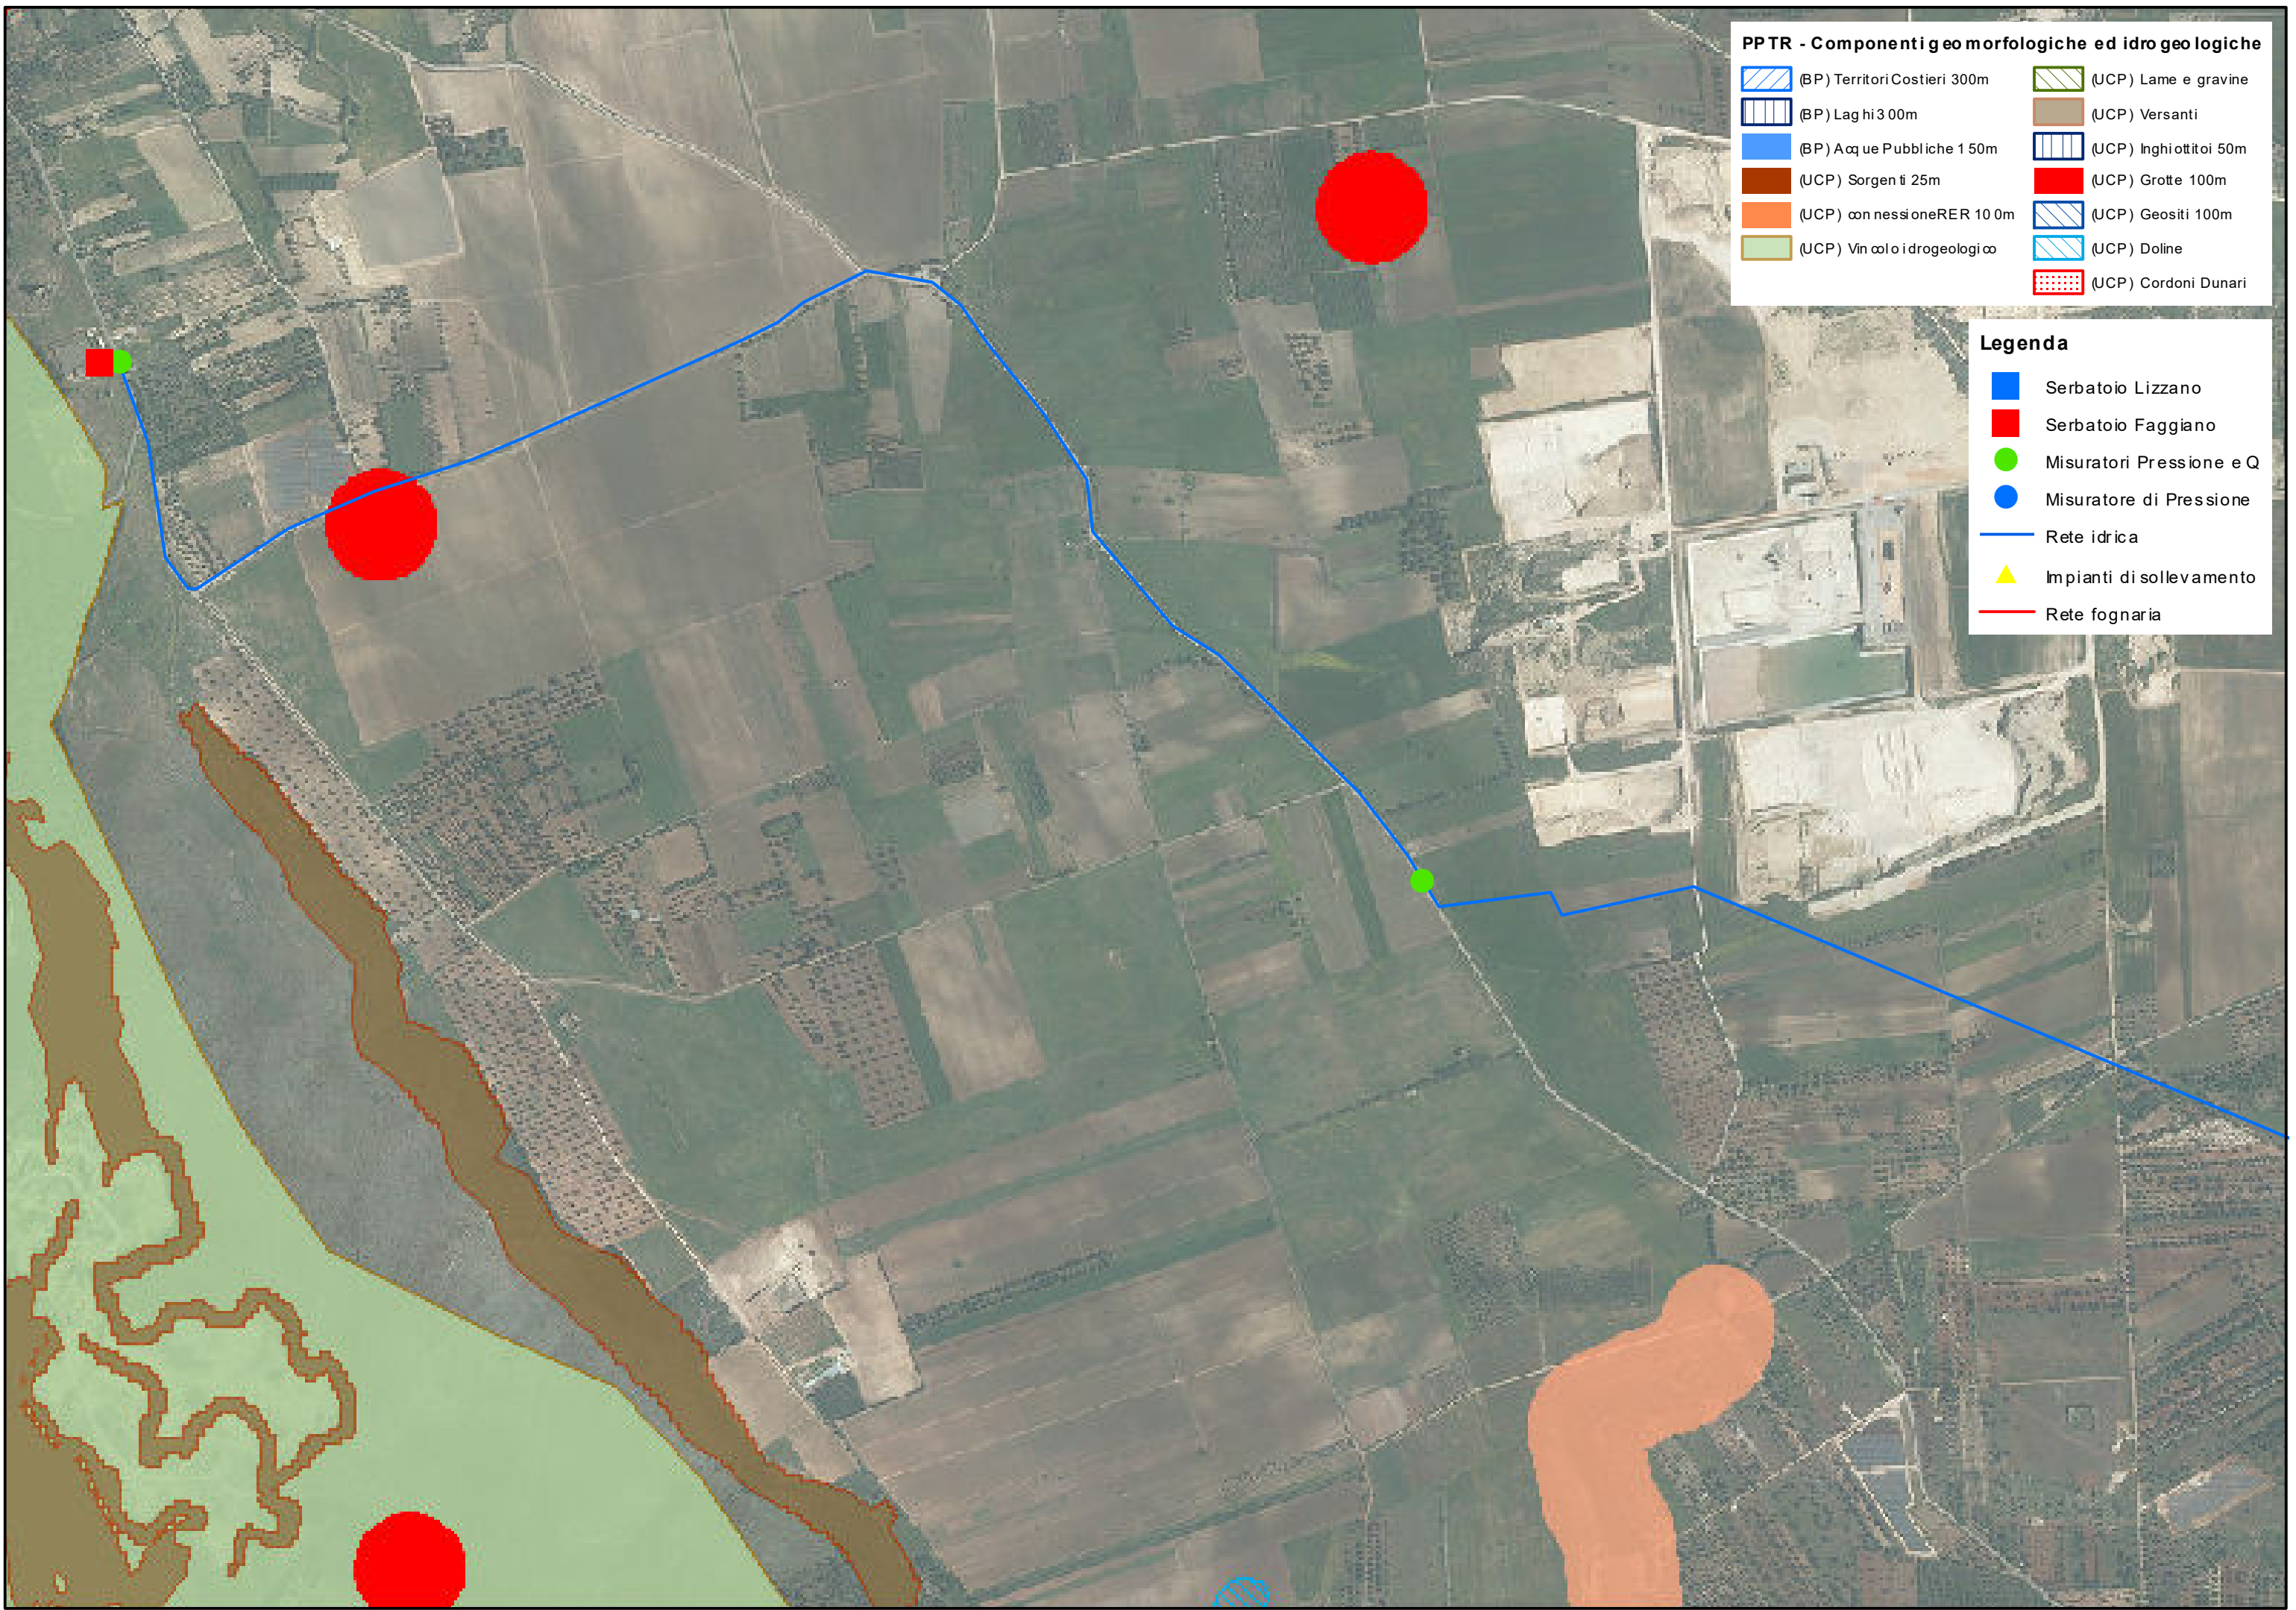 PPTR - Componenti geomorfologiche ed idrogeologiche
(BP) Territori Costieri 300m
(BP) Laghi 300m
(BP) Acque Pubbliche 150m
(UCP) Sorgenti 25m
(UCP) connessioneRER 100m
(UCP) Vincolo idrogeologico
(UCP) Lame e gravine
(UCP) Versanti
(UCP) Inghiottitoi 50m
(UCP) Grotte 100m
(UCP) Geositi 100m
(UCP) Doline
(UCP) Cordoni Dunari
Legenda
Serbatoio Lizzano
Serbatoio Faggiano
Misuratori Pressione e Q
Misuratore di Pressione
Rete idrica
Impianti di sollevamento
Rete fognaria